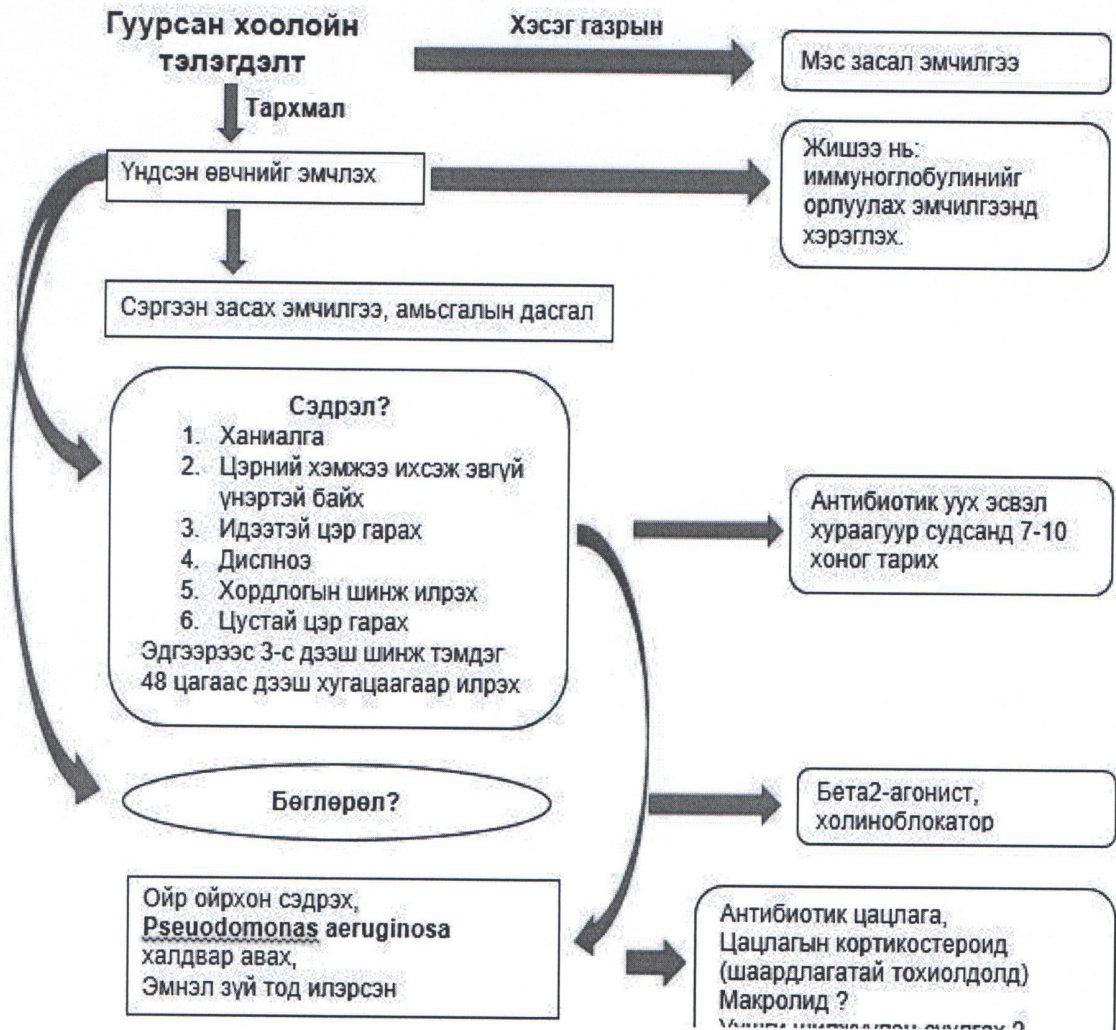 Гуурсан хоолойн
тэлэгдэлт
Хэсэг газрын
Мэс засал эмчилгээ
Тархмал
Үндсэн өвчнийг эмчлэх
Жишээ нь:
иммуноглобулинийг
орлуулах эмчилгээнд
хэрэглэх.
Сэргээн засах эмчилгээ, амьсгалын дасгал
Сэдрэл?
1. Ханиалга
2. Цэрний хэмжээ ихсэж эвгүй
үнэртэй байх
3. Идээтэй цэр гарах
4. Диспноэ
5. Хордлогын шинж илрэх
6. Цустай цэр гарах
Эдгээрээс 3-с дээш шинж тэмдэг
48 цагаас дээш хугацаагаар илрэх
Антибиотик уух эсвэл
хураагуур судсанд 7-10
хоног тарих
Бөглөрөл?
Бета2-агонист,
холиноблокатор
Ойр ойрхон сэдрэх,
Pseudomonas aeruginosa
халдвар авах,
Эмнэл зүй тод илэрсэн
Антибиотик цацлага,
Цацлагын кортикостероид
(шаардлагатай тохиолдолд)
Макролид ?